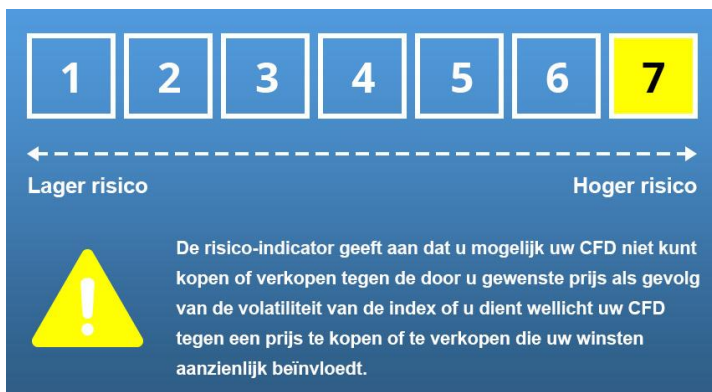 1 2 3 4 5 6 7
Lager risico Hoger risico
De risico-indicator geeft aan dat u mogelijk uw CFD niet kunt
kopen of verkopen tegen de door u gewenste prijs als gevolg
van de volatiliteit van de index of u dient wellicht uw CFD
tegen een prijs te kopen of te verkopen die uw winsten
aanzienlijk beïnvloedt.